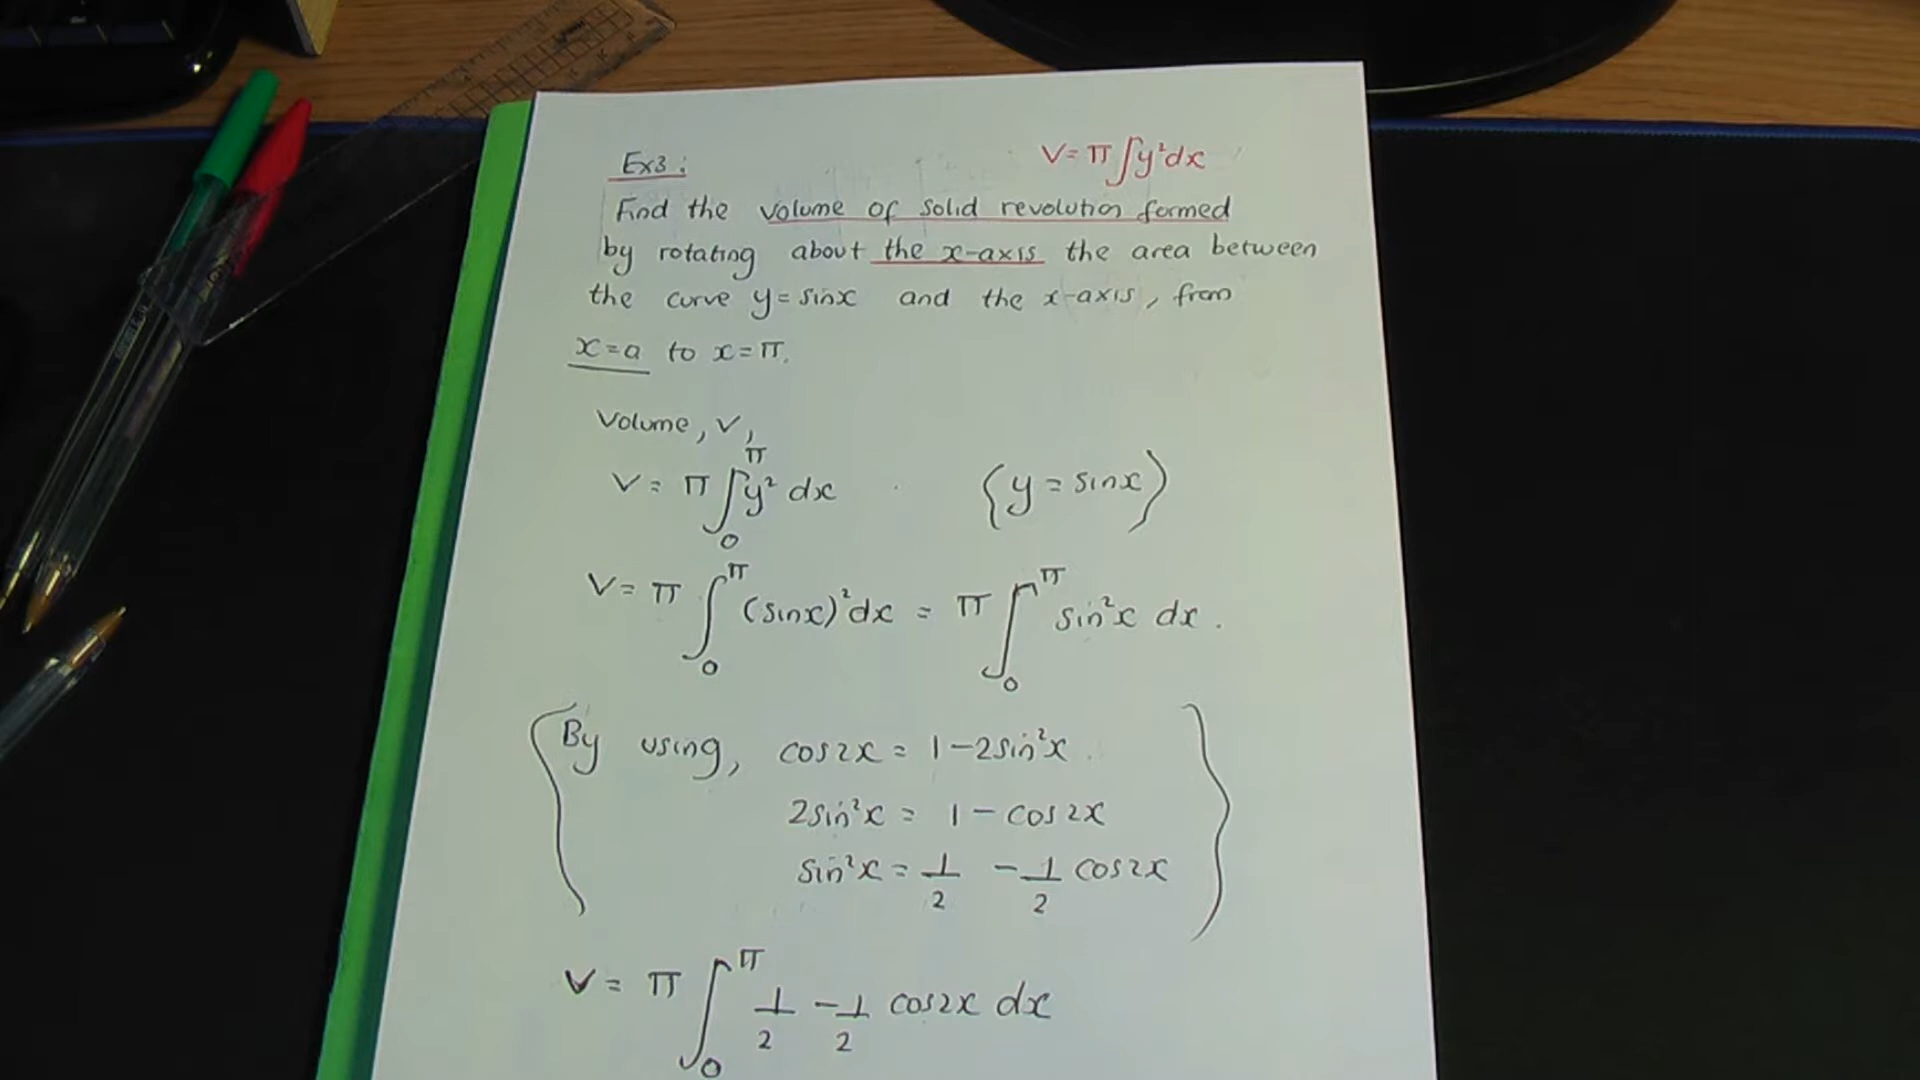 Ex3:
V = π ∫y²dx
Find the volume of solid revolution formed
by rotating about the x-axis the area between
the curve y = sinx and the x-axis, from
x=a to x=π.
Volume, V,
V = π ∫₀^π y² dx {y = sinx}
V = π ∫₀^π (sinx)² dx = π ∫₀^π sin²x dx.
By using, cos2x = 1-2sin²x
2sin²x = 1 - cos2x
sin²x = 1/2 - 1/2 cos2x
V = π ∫₀^π 1/2 - 1/2 cos2x dx